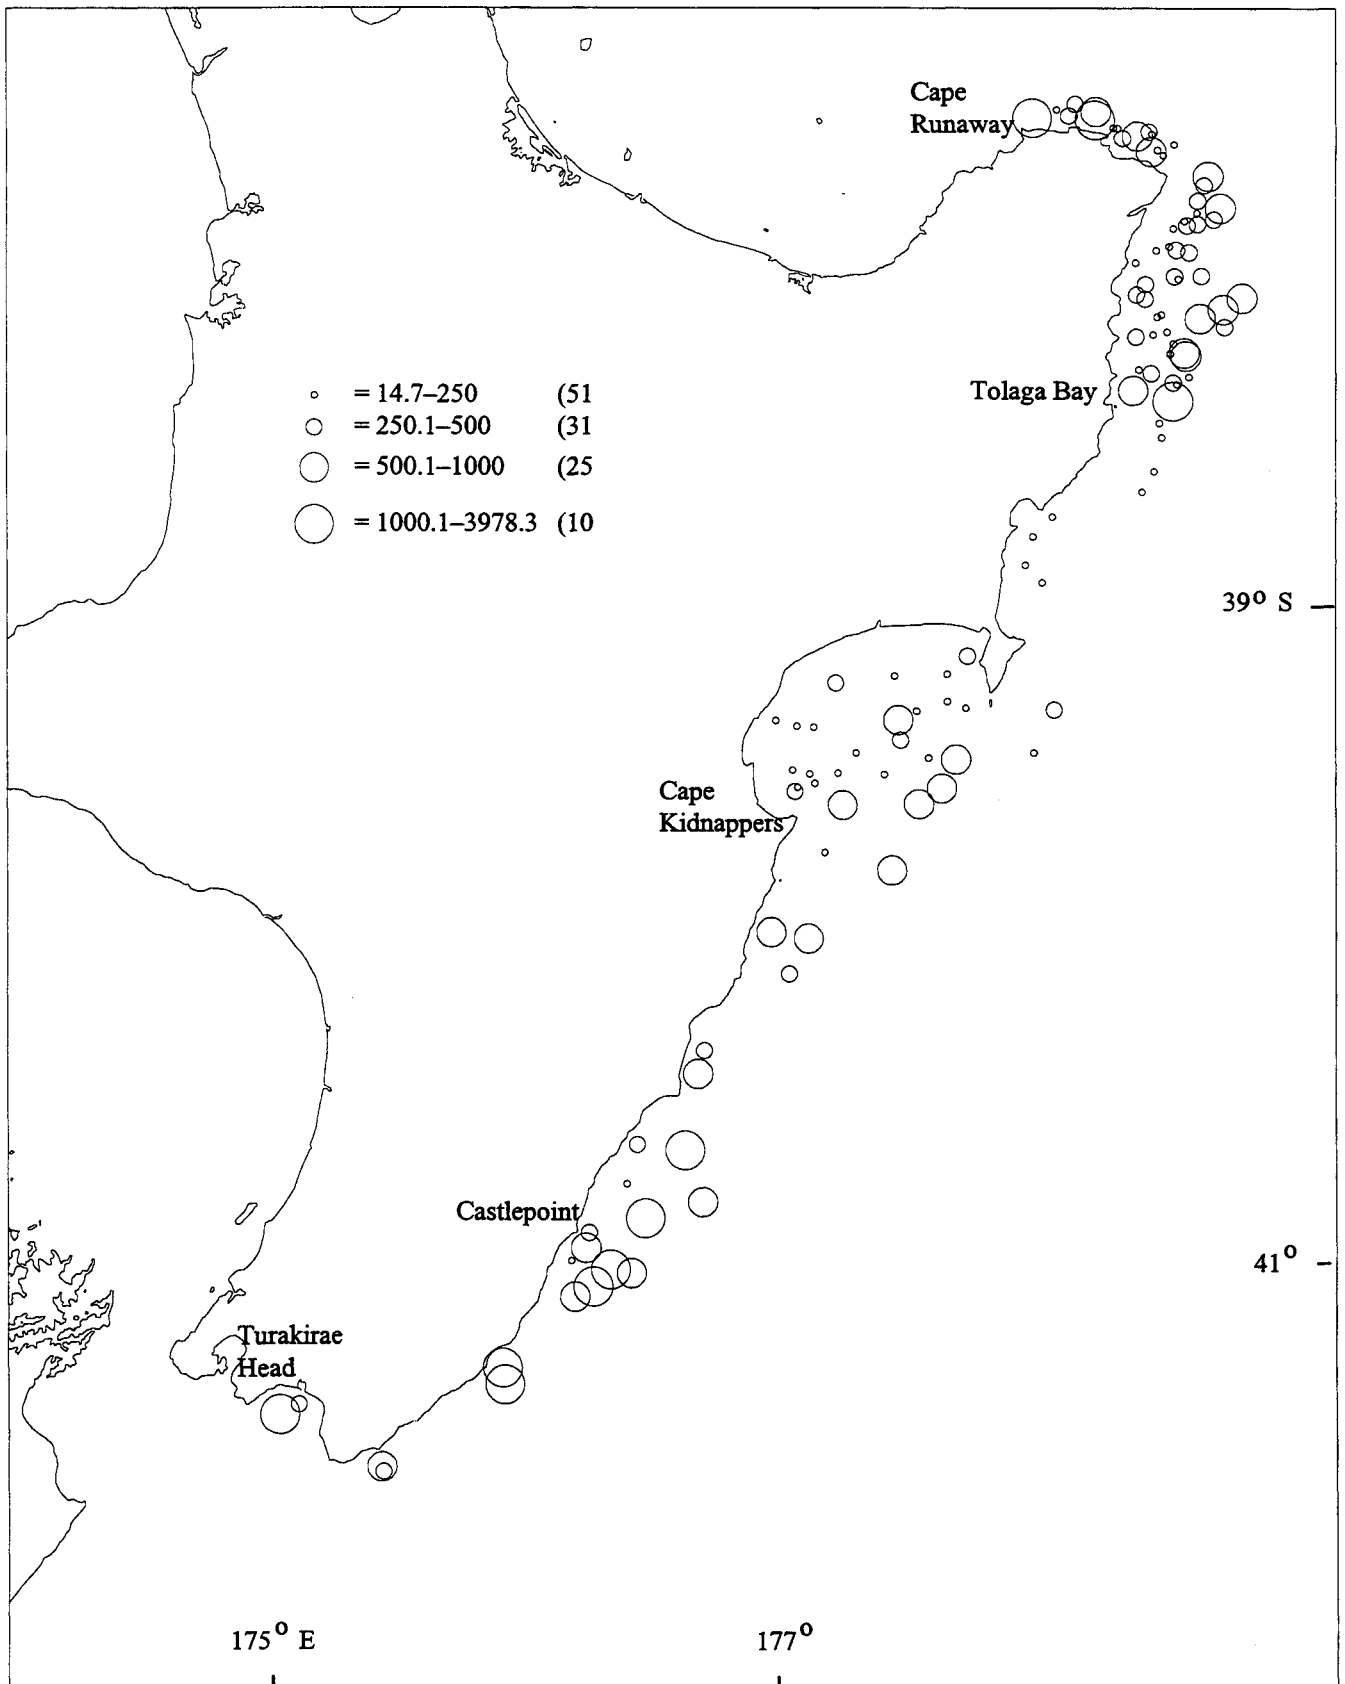 Cape
Runaway
= 14.7–250 (51
= 250.1–500 (31
= 500.1–1000 (25
= 1000.1–3978.3 (10
Tolaga Bay
39° S
Cape
Kidnappers
Castlepoint
41°
Turakirae
Head
175° E
177°